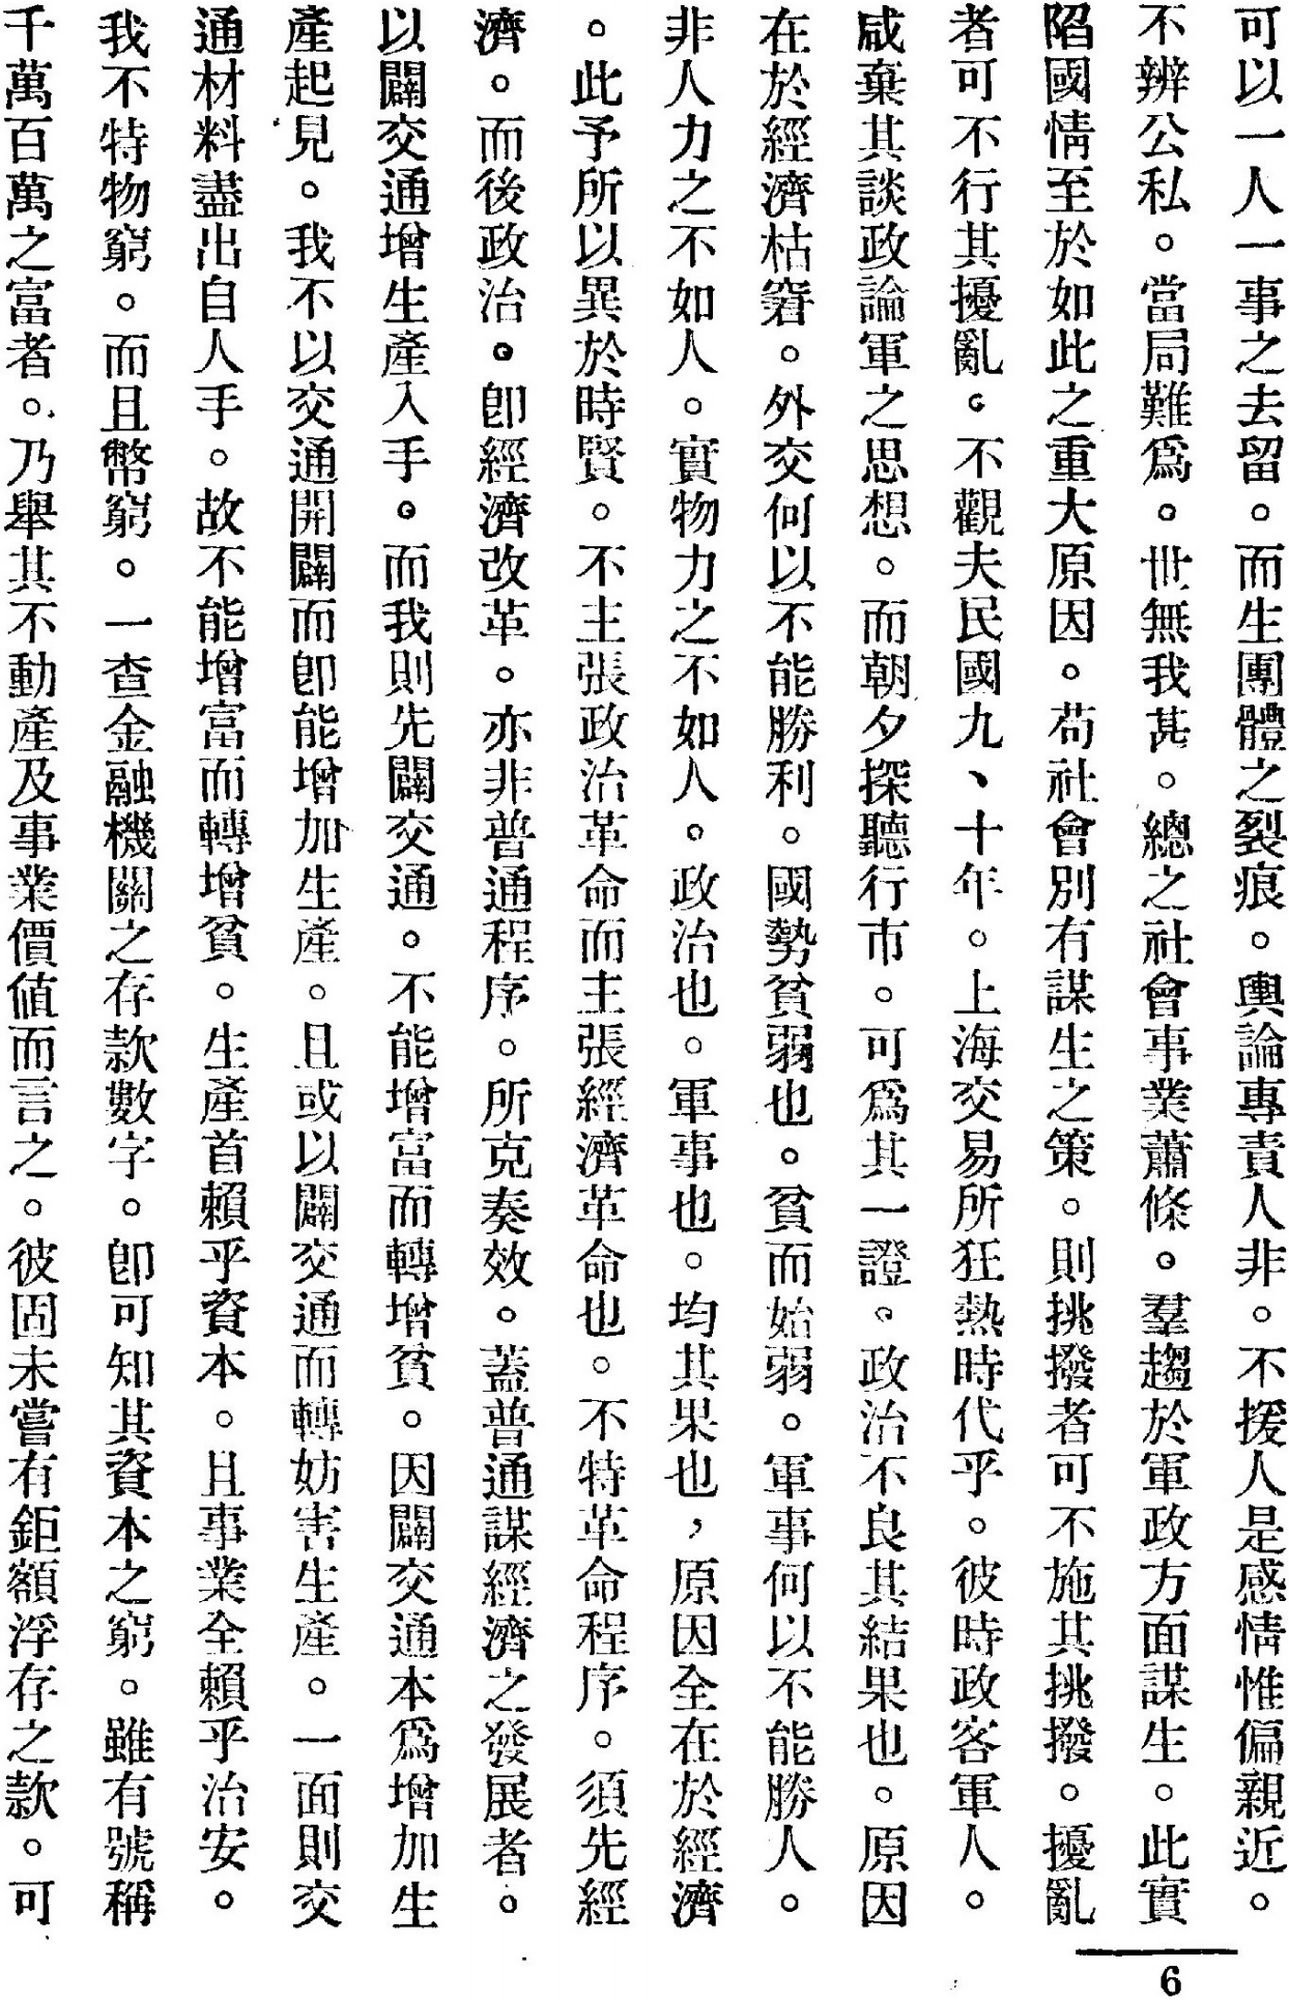 可以一人一事之去留。而生團體之裂痕。輿論專責人非。不援人是感情惟偏親近。
不辨公私。當局難爲。世無我甚。總之社會事業蕭條。羣趨於軍政方面謀生。此實
陷國情至於如此之重大原因。苟社會別有謀生之策。則挑撥者可不施其挑撥。擾亂
者可不行其擾亂。不觀夫民國九、十年。上海交易所狂熱時代乎。彼時政客軍人。
咸棄其談政論軍之思想。而朝夕探聽行市。可爲其一證。政治不良其結果也。原因
在於經濟枯窘。外交何以不能勝利。國勢貧弱也。貧而始弱。軍事何以不能勝人。
非人力之不如人。實物力之不如人。政治也。軍事也。均其果也，原因全在於經濟
。此予所以異於時賢。不主張政治革命而主張經濟革命也。不特革命程序。須先經
濟。而後政治。卽經濟改革。亦非普通程序。所克奏效。蓋普通謀經濟之發展者。
以闢交通增生產入手。而我則先闢交通。不能增富而轉增貧。因闢交通本爲增加生
產起見。我不以交通開闢而卽能增加生產。且或以闢交通而轉妨害生產。一面則交
通材料盡出自人手。故不能增富而轉增貧。生產首賴乎資本。且事業全賴乎治安。
我不特物窮。而且幣窮。一查金融機關之存款數字。卽可知其資本之窮。雖有號稱
千萬百萬之富者。乃舉其不動產及事業價值而言之。彼固未嘗有鉅額浮存之款。可
6